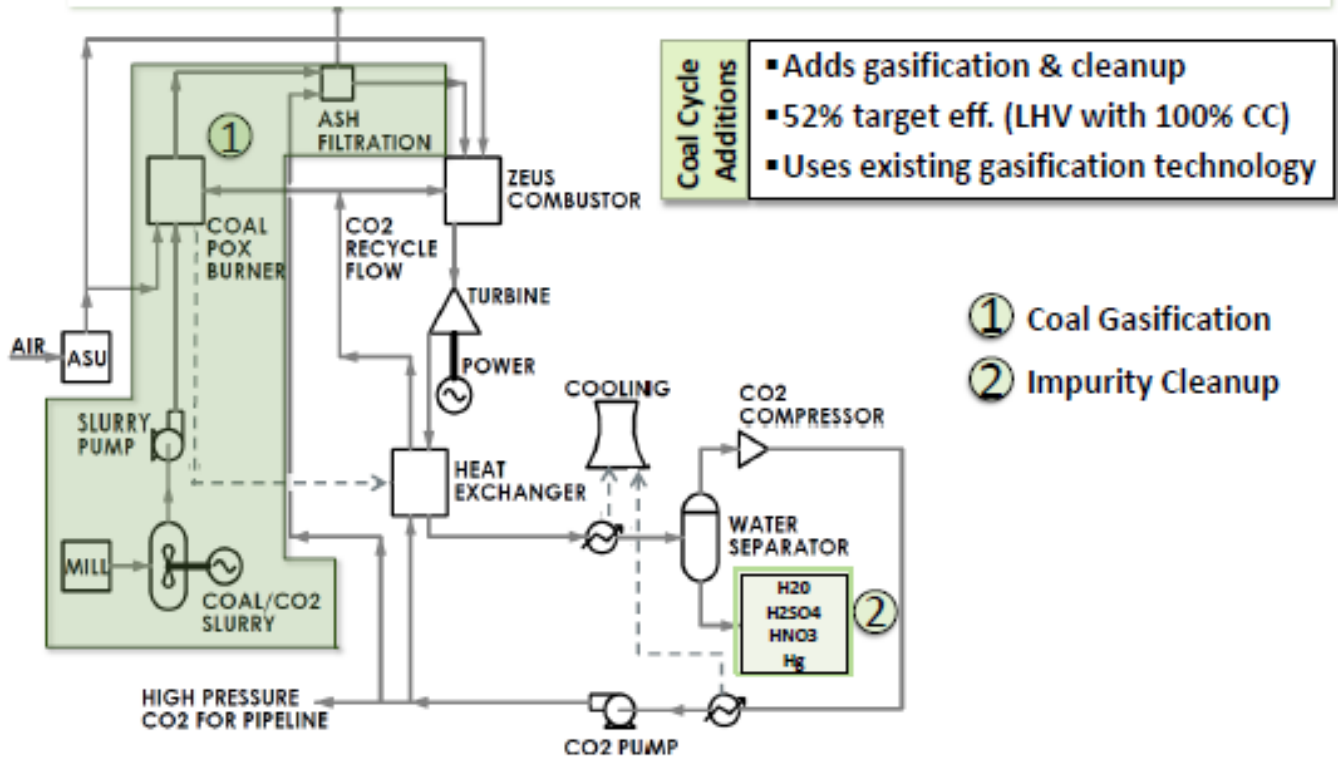 Coal Cycle
Additions
▪Adds gasification & cleanup
▪52% target eff. (LHV with 100% CC)
▪Uses existing gasification technology
1
ASH
FILTRATION
ZEUS
COMBUSTOR
COAL
POX
BURNER
CO2
RECYCLE
FLOW
TURBINE
AIR
ASU
POWER
1 Coal Gasification
2 Impurity Cleanup
COOLING
CO2
COMPRESSOR
SLURRY
PUMP
HEAT
EXCHANGER
WATER
SEPARATOR
MILL
COAL/CO2
SLURRY
H20
H2SO4
HNO3
Hg
2
HIGH PRESSURE
CO2 FOR PIPELINE
CO2 PUMP